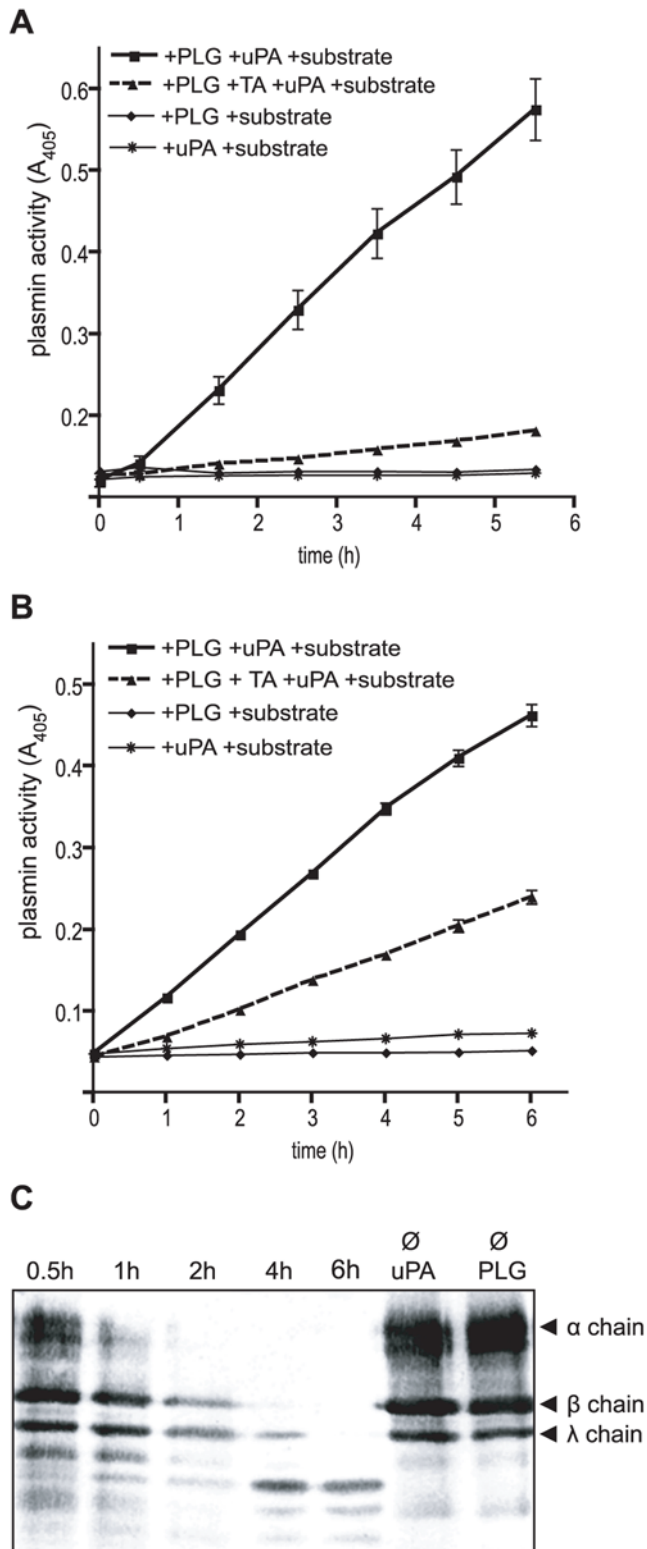 A
+PLG +uPA +substrate
+PLG +TA +uPA +substrate
+PLG +substrate
+uPA +substrate
plasmin activity (A405)
0.6
0.5
0.4
0.3
0.2
0 1 2 3 4 5 6
time (h)
B
+PLG +uPA +substrate
+PLG + TA +uPA +substrate
+PLG +substrate
+uPA +substrate
plasmin activity (A405)
0.5
0.4
0.3
0.2
0.1
0 1 2 3 4 5 6
time (h)
C
0.5h 1h 2h 4h 6h Ø uPA Ø PLG
α chain
β chain
λ chain